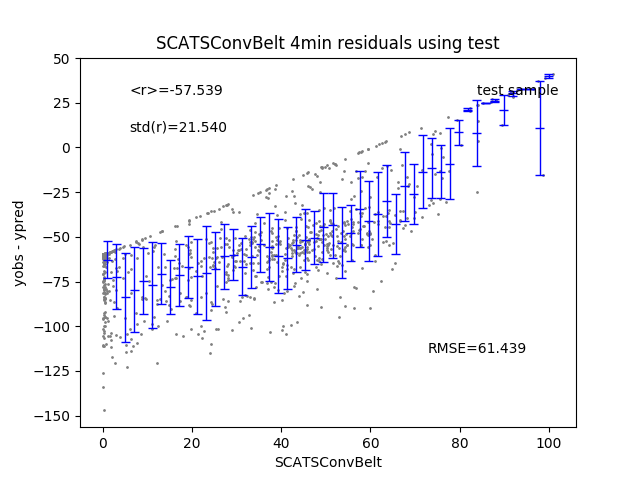 SCATSConvBelt 4min residuals using test
50
<r>=-57.539
test sample
25
std(r)=21.540
0
−25
yobs - ypred
−50
−75
−100
RMSE=61.439
−125
−150
0 20 40 60 80 100
SCATSConvBelt